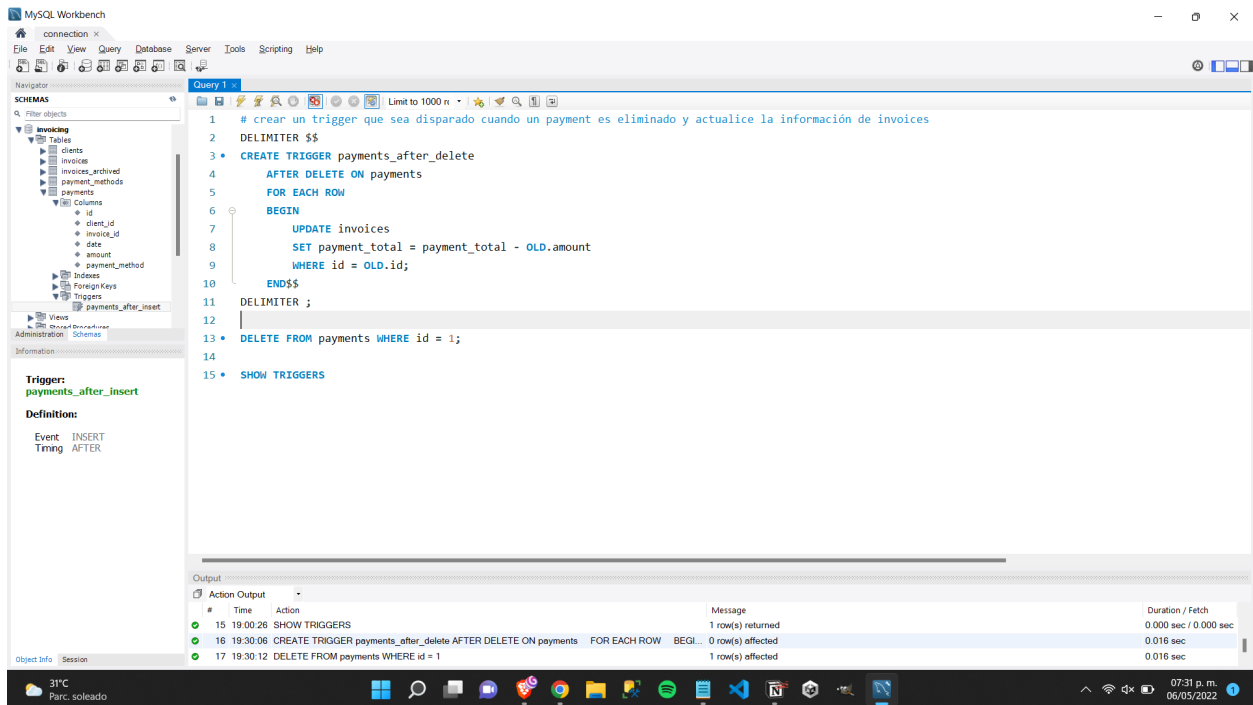 MySQL Workbench
connection ×
File Edit View Query Database Server Tools Scripting Help
Navigator
SCHEMAS
Filter objects
invoicing
Tables
clients
invoices
invoices_archived
payment_methods
payments
Columns
id
client_id
invoice_id
date
amount
payment_method
Indexes
Foreign Keys
Triggers
payments_after_insert
Views
Stored Procedures
Administration Schemas
Information
Trigger:
payments_after_insert
Definition:
Event INSERT
Timing AFTER
Object Info Session
Query 1 ×
Limit to 1000 rc
1 # crear un trigger que sea disparado cuando un payment es eliminado y actualice la información de invoices
2 DELIMITER $$
3 CREATE TRIGGER payments_after_delete
4 AFTER DELETE ON payments
5 FOR EACH ROW
6 BEGIN
7 UPDATE invoices
8 SET payment_total = payment_total - OLD.amount
9 WHERE id = OLD.id;
10 END$$
11 DELIMITER ;
12
13 DELETE FROM payments WHERE id = 1;
14
15 SHOW TRIGGERS
Output
Action Output
# Time Action Message Duration / Fetch
15 19:00:26 SHOW TRIGGERS 1 row(s) returned 0.000 sec / 0.000 sec
16 19:30:06 CREATE TRIGGER payments_after_delete AFTER DELETE ON payments FOR EACH ROW BEGI... 0 row(s) affected 0.016 sec
17 19:30:12 DELETE FROM payments WHERE id = 1 1 row(s) affected 0.016 sec
31°C
Parc. soleado
07:31 p. m.
06/05/2022
1